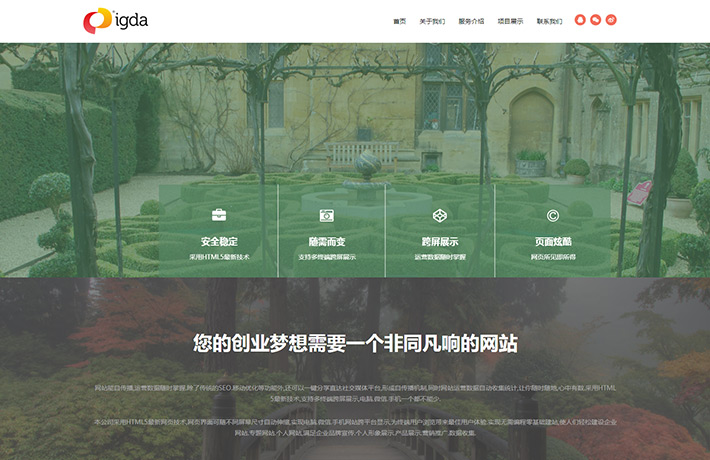 igda
首页 关于我们 服务介绍 项目展示 联系我们
安全稳定 随需而变 跨屏展示 页面炫酷
采用HTML5最新技术 支持多终端跨屏展示 运营数据随时掌握 网页所见即所得
您的创业梦想需要一个非同凡响的网站
网站能自传播,运营数据随时掌握,除了传统的SEO,移动优化等功能外,还可以一键分享直达社交媒体平台,形成自传播机制,同时网站运营数据自动收集统计,让你随时随地,心中有数,采用HTML
5最新技术,支持多终端跨屏展示,电脑,微信,手机一个都不能少.
本公司采用HTML5最新网页技术,网页界面可随不同屏幕尺寸自动伸缩,实现电脑,微信,手机网站跨平台显示,为终端用户浏览带来最佳用户体验.实现无需编程零基础建站,使人们轻松建设企业
网站,专题网站,个人网站,满足企业品牌宣传,个人形象展示,产品展示,营销推广,数据收集.